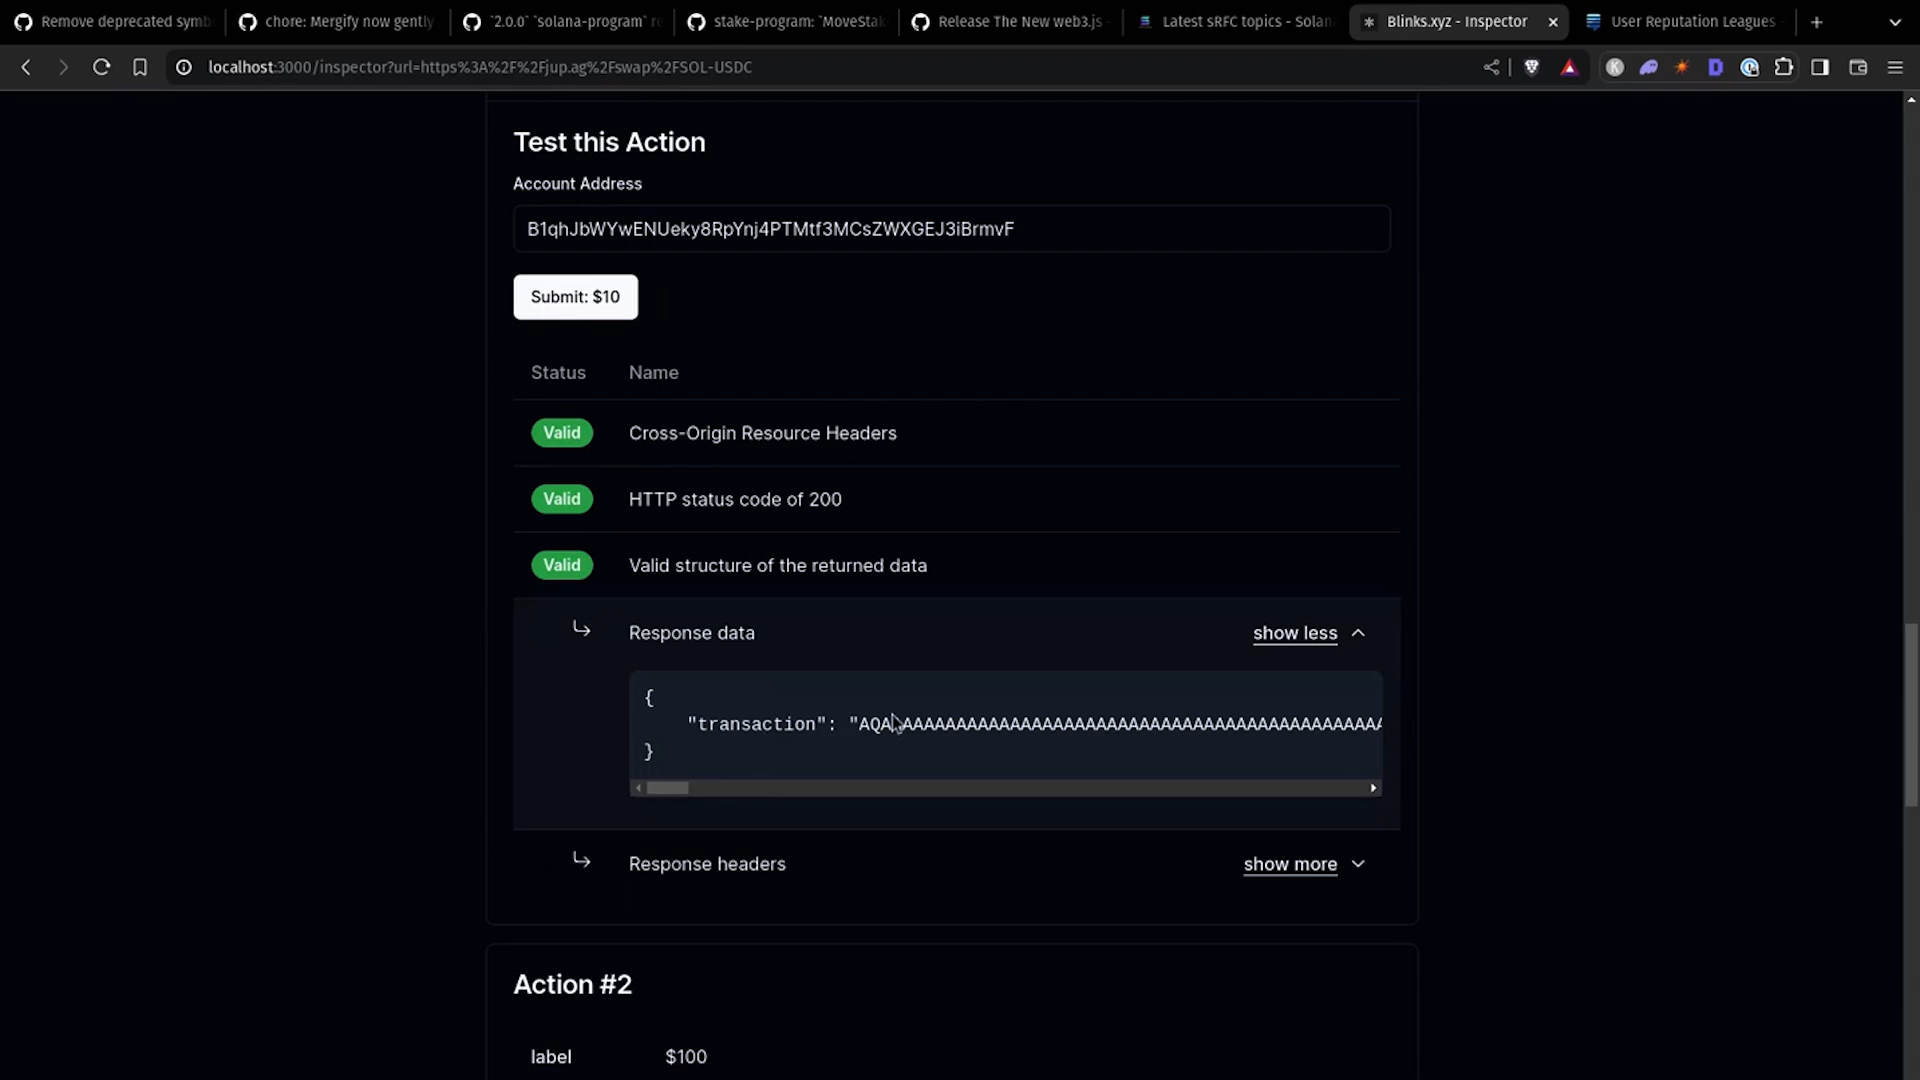 Remove deprecated symb
chore: Mergify now gently
`2.0.0` `solana-program` re
stake-program: `MoveStak
Release The New web3.js
Latest sRFC topics - Solana
Blinks.xyz - Inspector
User Reputation Leagues
localhost:3000/inspector?url=https%3A%2F%2Fjup.ag%2Fswap%2FSOL-USDC
Test this Action
Account Address
B1qhJbWYwENUeky8RpYnj4PTMtf3MCsZWXGEJ3iBrmvF
Submit: $10
Status Name
Valid Cross-Origin Resource Headers
Valid HTTP status code of 200
Valid Valid structure of the returned data
Response data show less
{
"transaction": "AQAAAAAAAAAAAAAAAAAAAAAAAAAAAAAAAAAAAAAAAAAAAAAAA
}
Response headers show more
Action #2
label $100